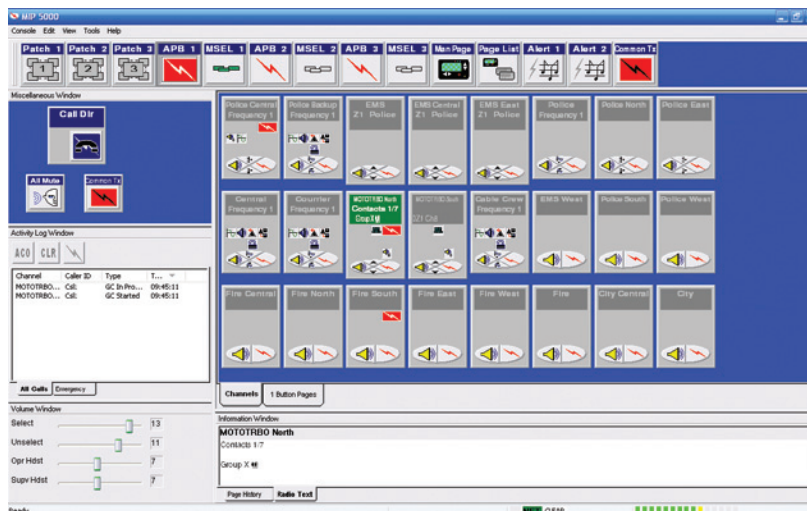 MIP 5000
Console Edit View Tools Help
Patch 1 Patch 2 Patch 3 APB 1 MSEL 1 APB 2 MSEL 2 APB 3 MSEL 3 Man Page Page List Alert 1 Alert 2 Common Tx
1 2 3
Miscellaneous Window
Call Dir
All Mute Common Tx
Police Central Frequency 1
Police Backup Frequency 1
EMS Z1 Police
EMS Central Z1 Police
EMS East Z1 Police
Police Frequency 1
Police North
Police East
Central Frequency 1
Courrier Frequency 1
MOTOTRBO North Contacts 1/7 Group X
MOTOTRBO South
Cable Crew Frequency 1
EMS West
Police South
Police West
Fire Central
Fire North
Fire South
Fire East
Fire West
Fire
City Central
City
Channels 1 Button Pages
Activity Log Window
ACO CLR
Channel Caller ID Type T...
MOTOTRBO... Csll: GC In Pro... 09:45:11
MOTOTRBO... Csll: GC Started 09:45:11
All Calls Emergency
Volume Window
Select 13
Unselect 11
Opr Hdst 7
Supv Hdst 7
Information Window
MOTOTRBO North
Contacts 1/7
Group X
Page History Radio Text
Ready